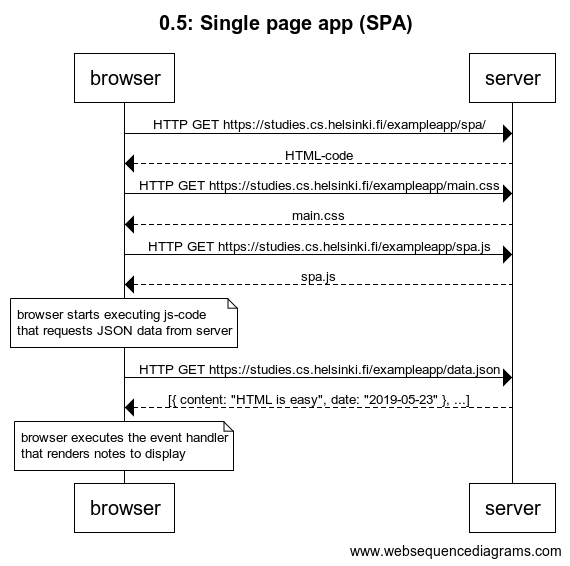 0.5: Single page app (SPA)
browser
server
HTTP GET https://studies.cs.helsinki.fi/exampleapp/spa/
HTML-code
HTTP GET https://studies.cs.helsinki.fi/exampleapp/main.css
main.css
HTTP GET https://studies.cs.helsinki.fi/exampleapp/spa.js
spa.js
browser starts executing js-code
that requests JSON data from server
HTTP GET https://studies.cs.helsinki.fi/exampleapp/data.json
[{ content: "HTML is easy", date: "2019-05-23" }, ...]
browser executes the event handler
that renders notes to display
browser
server
www.websequencediagrams.com